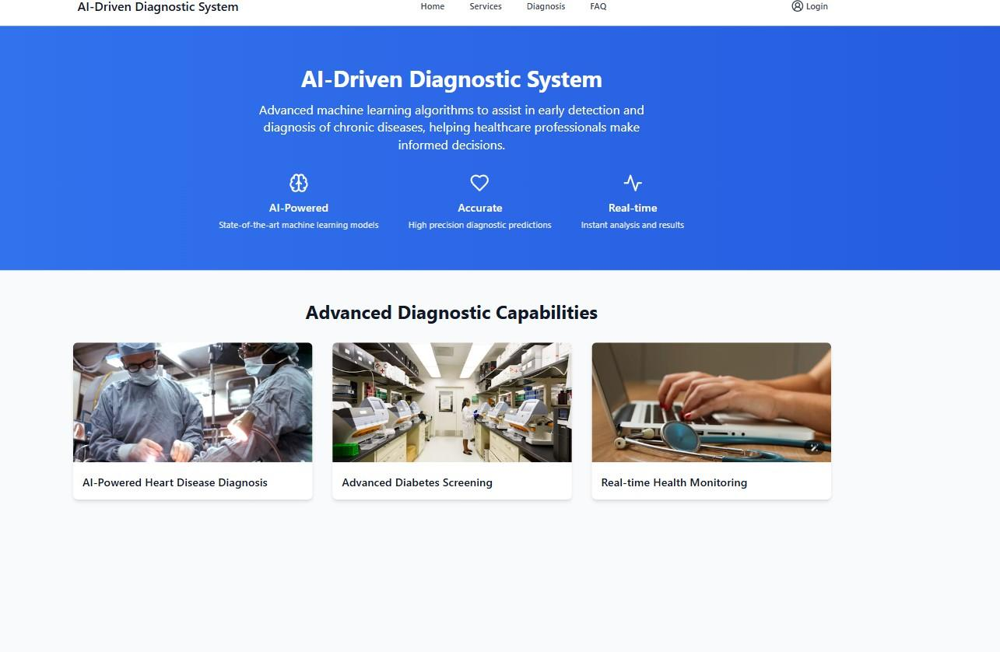 AI-Driven Diagnostic System
Home Services Diagnosis FAQ
Login
AI-Driven Diagnostic System
Advanced machine learning algorithms to assist in early detection and
diagnosis of chronic diseases, helping healthcare professionals make
informed decisions.
AI-Powered
State-of-the-art machine learning models
Accurate
High precision diagnostic predictions
Real-time
Instant analysis and results
Advanced Diagnostic Capabilities
AI-Powered Heart Disease Diagnosis
Advanced Diabetes Screening
Real-time Health Monitoring